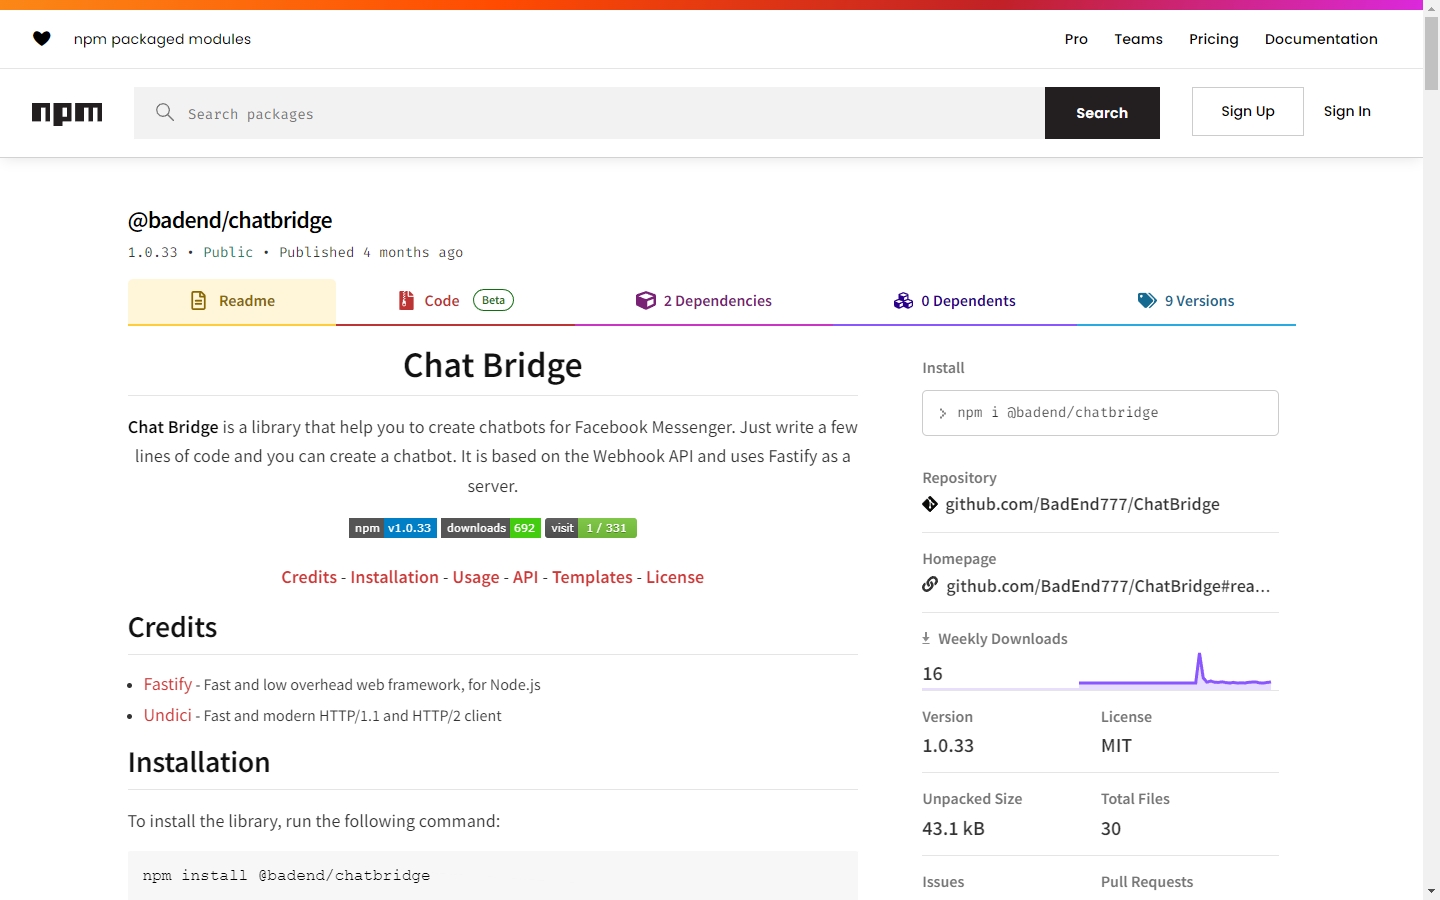 npm packaged modules
Pro Teams Pricing Documentation
npm
Search packages
Search
Sign Up
Sign In
@badend/chatbridge
1.0.33 • Public • Published 4 months ago
Readme
Code Beta
2 Dependencies
0 Dependents
9 Versions
Chat Bridge
Chat Bridge is a library that help you to create chatbots for Facebook Messenger. Just write a few
lines of code and you can create a chatbot. It is based on the Webhook API and uses Fastify as a
server.
npm v1.0.33 downloads 692 visit 1 / 331
Credits - Installation - Usage - API - Templates - License
Credits
• Fastify - Fast and low overhead web framework, for Node.js
• Undici - Fast and modern HTTP/1.1 and HTTP/2 client
Installation
To install the library, run the following command:
npm install @badend/chatbridge
Install
npm i @badend/chatbridge
Repository
github.com/BadEnd777/ChatBridge
Homepage
github.com/BadEnd777/ChatBridge#rea...
Weekly Downloads
16
Version License
1.0.33 MIT
Unpacked Size Total Files
43.1 kB 30
Issues Pull Requests